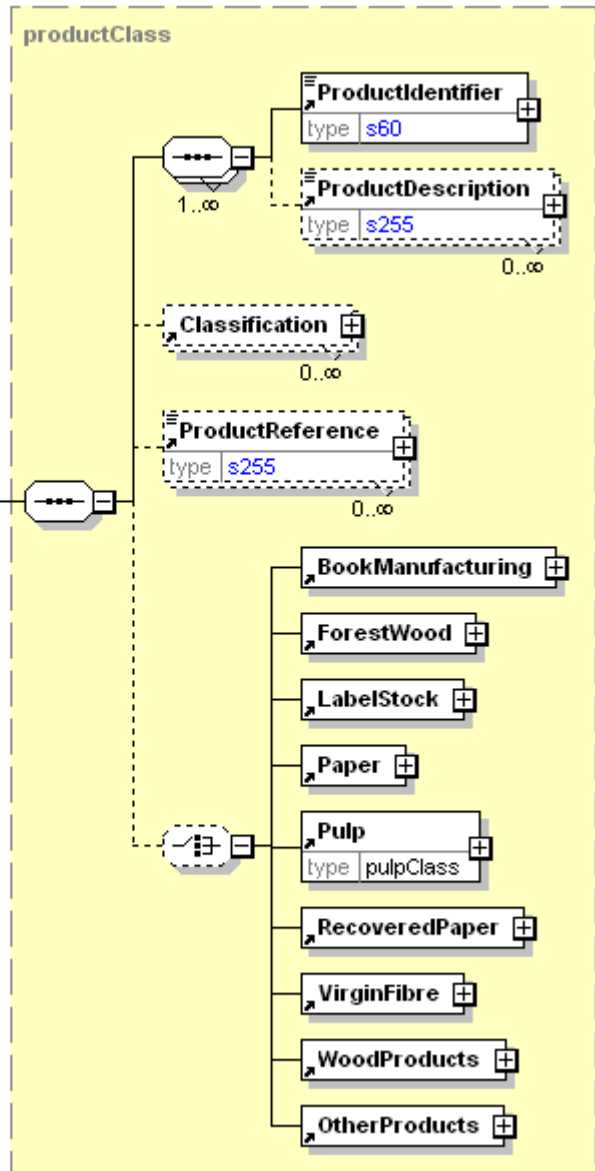 productClass
ProductIdentifier
type s60
1..∞
ProductDescription
type s255
0..∞
Classification
0..∞
ProductReference
type s255
0..∞
BookManufacturing
ForestWood
LabelStock
Paper
Pulp
type pulpClass
RecoveredPaper
VirginFibre
WoodProducts
OtherProducts